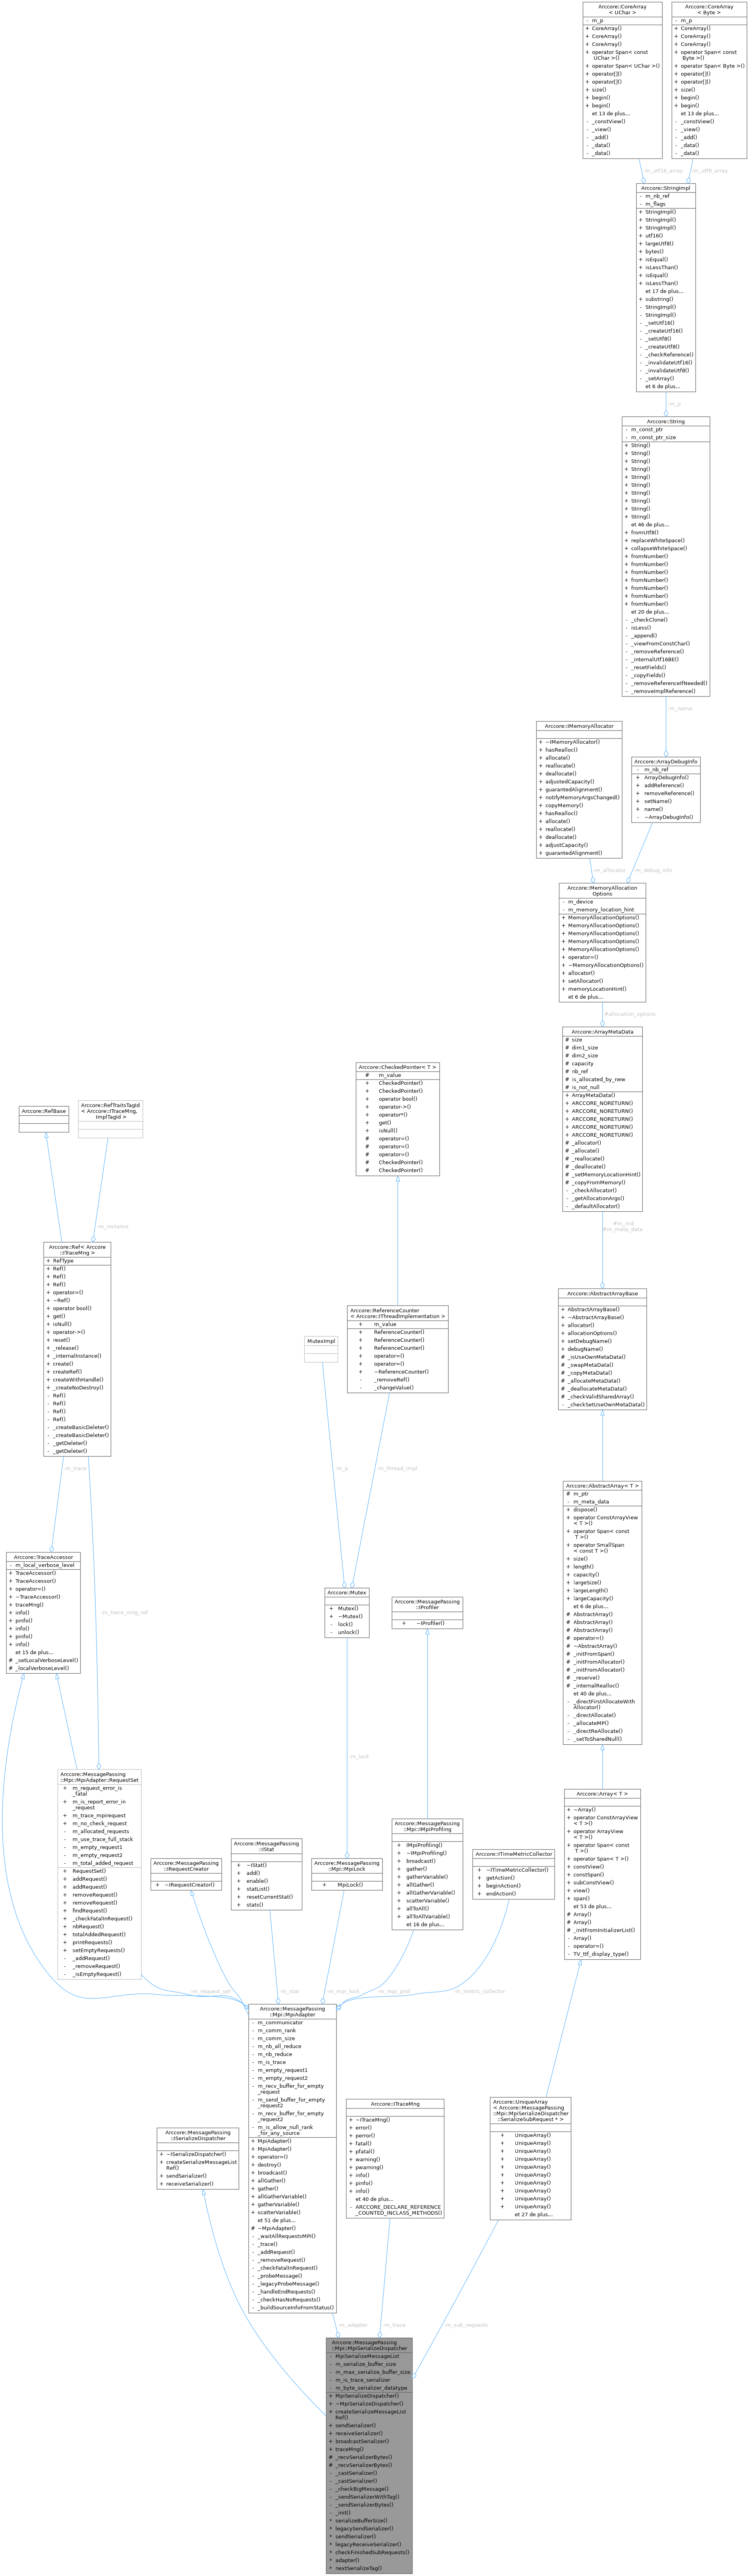 Arccore::CoreArray
< UChar >
- m_p
+ CoreArray()
+ CoreArray()
+ CoreArray()
+ operator Span< const
UChar >()
+ operator Span< UChar >()
+ operator[]()
+ operator[]()
+ size()
+ begin()
+ begin()
et 13 de plus...
- _constView()
- _view()
- _add()
- _data()
- _data()
Arccore::CoreArray
< Byte >
- m_p
+ CoreArray()
+ CoreArray()
+ CoreArray()
+ operator Span< const
Byte >()
+ operator Span< Byte >()
+ operator[]()
+ operator[]()
+ size()
+ begin()
+ begin()
et 13 de plus...
- _constView()
- _view()
- _add()
- _data()
- _data()
-m_utf16_array
-m_utf8_array
Arccore::StringImpl
- m_nb_ref
- m_flags
+ StringImpl()
+ StringImpl()
+ StringImpl()
+ utf16()
+ largeUtf8()
+ bytes()
+ isEqual()
+ isLessThan()
+ isEqual()
+ isLessThan()
et 17 de plus...
+ substring()
- StringImpl()
- StringImpl()
- _setUtf16()
- _createUtf16()
- _setUtf8()
- _createUtf8()
- _checkReference()
- _invalidateUtf16()
- _invalidateUtf8()
- _setArray()
et 6 de plus...
-m_p
Arccore::String
- m_const_ptr
- m_const_ptr_size
+ String()
+ String()
+ String()
+ String()
+ String()
+ String()
+ String()
+ String()
+ String()
+ String()
et 46 de plus...
+ fromUtf8()
+ replaceWhiteSpace()
+ collapseWhiteSpace()
+ fromNumber()
+ fromNumber()
+ fromNumber()
+ fromNumber()
+ fromNumber()
+ fromNumber()
+ fromNumber()
et 20 de plus...
- _checkClone()
- isLess()
- _append()
- _viewFromConstChar()
- _removeReference()
- _internalUtf16BE()
- _resetFields()
- _copyFields()
- _removeReferenceIfNeeded()
- _removeImplReference()
-m_name
Arccore::IMemoryAllocator
+ ~IMemoryAllocator()
+ hasRealloc()
+ allocate()
+ reallocate()
+ deallocate()
+ adjustedCapacity()
+ guarantedAlignment()
+ notifyMemoryArgsChanged()
+ copyMemory()
+ hasRealloc()
+ allocate()
+ reallocate()
+ deallocate()
+ adjustCapacity()
+ guarantedAlignment()
Arccore::ArrayDebugInfo
- m_nb_ref
+ ArrayDebugInfo()
+ addReference()
+ removeReference()
+ setName()
+ name()
- ~ArrayDebugInfo()
-m_allocator
-m_debug_info
Arccore::MemoryAllocation
Options
- m_device
- m_memory_location_hint
+ MemoryAllocationOptions()
+ MemoryAllocationOptions()
+ MemoryAllocationOptions()
+ MemoryAllocationOptions()
+ MemoryAllocationOptions()
+ operator=()
+ ~MemoryAllocationOptions()
+ allocator()
+ setAllocator()
+ memoryLocationHint()
et 6 de plus...
#allocation_options
Arccore::ArrayMetaData
# size
# dim1_size
# dim2_size
# capacity
# nb_ref
# is_allocated_by_new
# is_not_null
+ ArrayMetaData()
+ ARCCORE_NORETURN()
+ ARCCORE_NORETURN()
+ ARCCORE_NORETURN()
+ ARCCORE_NORETURN()
+ ARCCORE_NORETURN()
# _allocator()
# _allocate()
# _reallocate()
# _deallocate()
# _setMemoryLocationHint()
# _copyFromMemory()
- _checkAllocator()
- _getAllocationArgs()
- _defaultAllocator()
#m_md
#m_meta_data
Arccore::AbstractArrayBase
+ AbstractArrayBase()
+ ~AbstractArrayBase()
+ allocator()
+ allocationOptions()
+ setDebugName()
+ debugName()
# _isUseOwnMetaData()
# _swapMetaData()
# _copyMetaData()
# _allocateMetaData()
# _deallocateMetaData()
# _checkValidSharedArray()
- _checkSetUseOwnMetaData()
Arccore::CheckedPointer< T >
# m_value
+ CheckedPointer()
+ CheckedPointer()
+ operator bool()
+ operator->()
+ operator*()
+ get()
+ isNull()
# operator=()
# operator=()
# operator=()
# CheckedPointer()
# CheckedPointer()
Arccore::RefBase
Arccore::RefTraitsTagId
< Arccore::ITraceMng,
ImplTagId >
-m_instance
Arccore::Ref< Arccore
::ITraceMng >
+ RefType
+ Ref()
+ Ref()
+ Ref()
+ operator=()
+ ~Ref()
+ operator bool()
+ get()
+ isNull()
+ operator->()
+ reset()
+ _release()
+ _internalInstance()
+ create()
+ createRef()
+ createWithHandle()
+ _createNoDestroy()
- Ref()
- Ref()
- Ref()
- Ref()
- _createBasicDeleter()
- _createBasicDeleter()
- _getDeleter()
- _getDeleter()
MutexImpl
Arccore::ReferenceCounter
< Arccore::IThreadImplementation >
+ m_value
+ ReferenceCounter()
+ ReferenceCounter()
+ ReferenceCounter()
+ operator=()
+ operator=()
+ ~ReferenceCounter()
- _removeRef()
- _changeValue()
-m_trace
-m_p
-m_thread_impl
Arccore::AbstractArray< T >
# m_ptr
- m_meta_data
+ dispose()
+ operator ConstArrayView
< T >()
+ operator Span< const
T >()
+ operator SmallSpan
< const T >()
+ size()
+ length()
+ capacity()
+ largeSize()
+ largeLength()
+ largeCapacity()
et 6 de plus...
# AbstractArray()
# AbstractArray()
# AbstractArray()
# operator=()
# ~AbstractArray()
# _initFromSpan()
# _initFromAllocator()
# _initFromAllocator()
# _reserve()
# _internalRealloc()
et 40 de plus...
- _directFirstAllocateWith
Allocator()
- _directAllocate()
- _allocateMP()
- _directReAllocate()
- _setToSharedNull()
Arccore::TraceAccessor
- m_local_verbose_level
+ TraceAccessor()
+ TraceAccessor()
+ operator=()
+ ~TraceAccessor()
+ traceMng()
+ info()
+ pinfo()
+ info()
+ pinfo()
+ info()
et 15 de plus...
# _setLocalVerboseLevel()
# _localVerboseLevel()
-m_trace_mng_ref
Arccore::Mutex
+ Mutex()
+ ~Mutex()
- lock()
- unlock()
Arccore::MessagePassing
::IProfiler
+ ~IProfiler()
-m_lock
Arccore::MessagePassing
::Mpi::MpiAdapter::RequestSet
+ m_request_error_is
_fatal
+ m_is_report_error_in
_request
+ m_trace_mpirequest
+ m_no_check_request
- m_allocated_requests
- m_use_trace_full_stack
- m_empty_request1
- m_empty_request2
- m_total_added_request
+ RequestSet()
+ addRequest()
+ addRequest()
+ removeRequest()
+ removeRequest()
+ findRequest()
+ _checkFatalInRequest()
+ nbRequest()
+ totalAddedRequest()
+ printRequests()
+ setEmptyRequests()
- _addRequest()
- _removeRequest()
- _isEmptyRequest()
Arccore::MessagePassing
::IRequestCreator
+ ~IRequestCreator()
Arccore::MessagePassing
::IStat
+ ~IStat()
+ add()
+ enable()
+ statList()
+ resetCurrentStat()
+ stats()
Arccore::MessagePassing
::Mpi::MpiLock
+ MpiLock()
Arccore::MessagePassing
::Mpi::IMpiProfiling
+ IMpiProfiling()
+ ~IMpiProfiling()
+ broadcast()
+ gather()
+ gatherVariable()
+ allGather()
+ allGatherVariable()
+ scatterVariable()
+ allToAll()
+ allToAllVariable()
et 16 de plus...
Arccore::ITimeMetricCollector
+ ~ITimeMetricCollector()
+ getAction()
+ beginAction()
+ endAction()
Arccore::Array< T >
+ ~Array()
+ operator ConstArrayView
< T >()
+ operator ArrayView
< T >()
+ operator Span< const
T >()
+ operator Span< T >()
+ constView()
+ constSpan()
+ subConstView()
+ view()
+ span()
et 53 de plus...
# Array()
# Array()
# _initFromInitializerList()
- Array()
- operator=()
- TV_ttf_display_type()
-m_request_set
-m_stat
-m_mpi_lock
-m_mpi_prof
-m_metric_collector
Arccore::MessagePassing
::Mpi::MpiAdapter
- m_communicator
- m_comm_rank
- m_comm_size
- m_nb_all_reduce
- m_nb_reduce
- m_is_trace
- m_empty_request1
- m_empty_request2
- m_recv_buffer_for_empty
_request
- m_send_buffer_for_empty
_request2
- m_recv_buffer_for_empty
_request2
- m_is_allow_null_rank
_for_any_source
+ MpiAdapter()
+ MpiAdapter()
+ operator=()
+ destroy()
+ broadcast()
+ allGather()
+ gather()
+ allGatherVariable()
+ gatherVariable()
+ scatterVariable()
et 51 de plus...
# ~MpiAdapter()
- _waitAllRequestsMPI()
- _trace()
- _addRequest()
- _removeRequest()
- _checkFatalInRequest()
- _probeMessage()
- _legacyProbeMessage()
- _handleEndRequests()
- _checkHasNoRequests()
- _buildSourceInfoFromStatus()
Arccore::MessagePassing
::ISerializeDispatcher
+ ~ISerializeDispatcher()
+ createSerializeMessageList
Ref()
+ sendSerializer()
+ receiveSerializer()
Arccore::ITraceMng
+ ~ITraceMng()
+ error()
+ perror()
+ fatal()
+ pfatal()
+ warning()
+ pwarning()
+ info()
+ pinfo()
+ info()
et 40 de plus...
- ARCCORE_DECLARE_REFERENCE
_COUNTED_INCLASS_METHODS()
Arccore::UniqueArray
< Arccore::MessagePassing
::Mpi::MpiSerializeDispatcher
::SerializeSubRequest * >
+ UniqueArray()
+ UniqueArray()
+ UniqueArray()
+ UniqueArray()
+ UniqueArray()
+ UniqueArray()
+ UniqueArray()
+ UniqueArray()
+ UniqueArray()
+ UniqueArray()
et 27 de plus...
-m_adapter
-m_trace
-m_sub_requests
Arccore::MessagePassing
::Mpi::MpiSerializeDispatcher
- MpiSerializeMessageList
- m_serialize_buffer_size
- m_max_serialize_buffer_size
- m_is_trace_serializer
- m_byte_serializer_datatype
+ MpiSerializeDispatcher()
+ ~MpiSerializeDispatcher()
+ createSerializeMessageList
Ref()
+ sendSerializer()
+ receiveSerializer()
+ broadcastSerializer()
+ traceMng()
# _recvSerializerBytes()
# _recvSerializerBytes()
- _castSerializer()
- _castSerializer()
- _checkBigMessage()
- _sendSerializerWithTag()
- _sendSerializerBytes()
- _init()
* serializeBufferSize()
* legacySendSerializer()
* sendSerializer()
* legacyReceiveSerializer()
* checkFinishedSubRequests()
* adapter()
* nextSerializeTag()